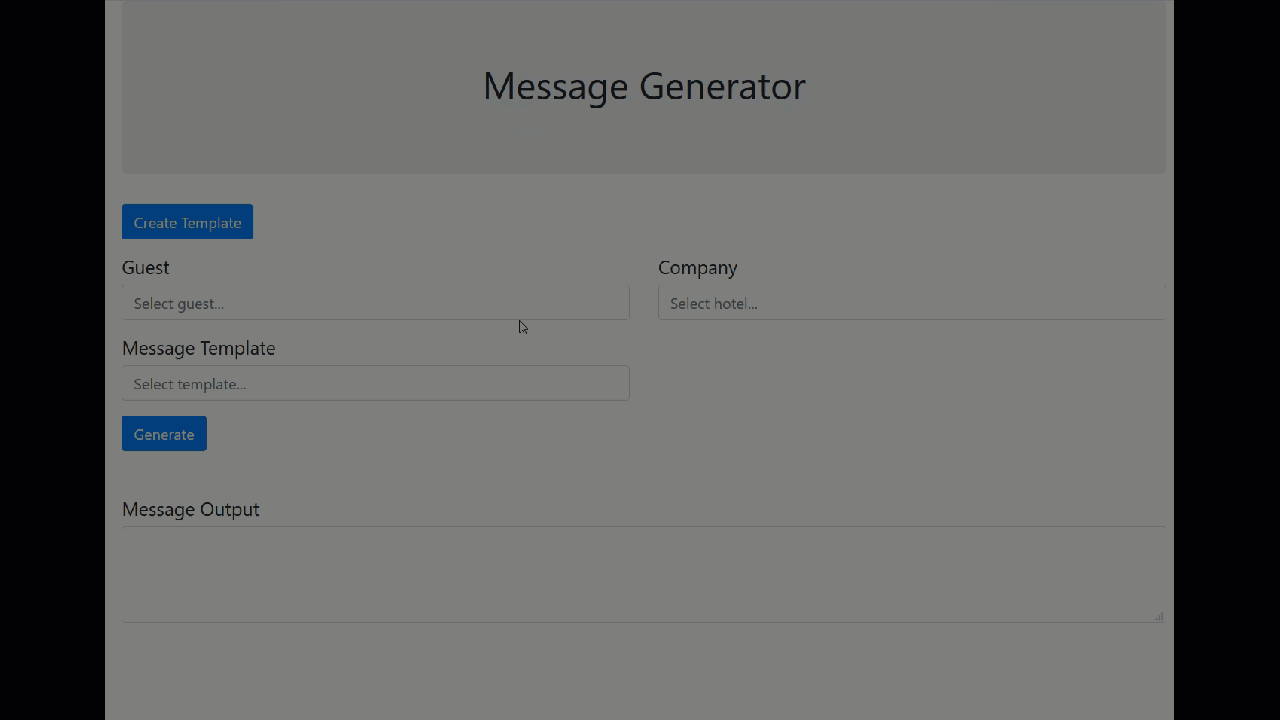 Message Generator
Create Template
Guest
Company
Select guest...
Select hotel...
Message Template
Select template...
Generate
Message Output